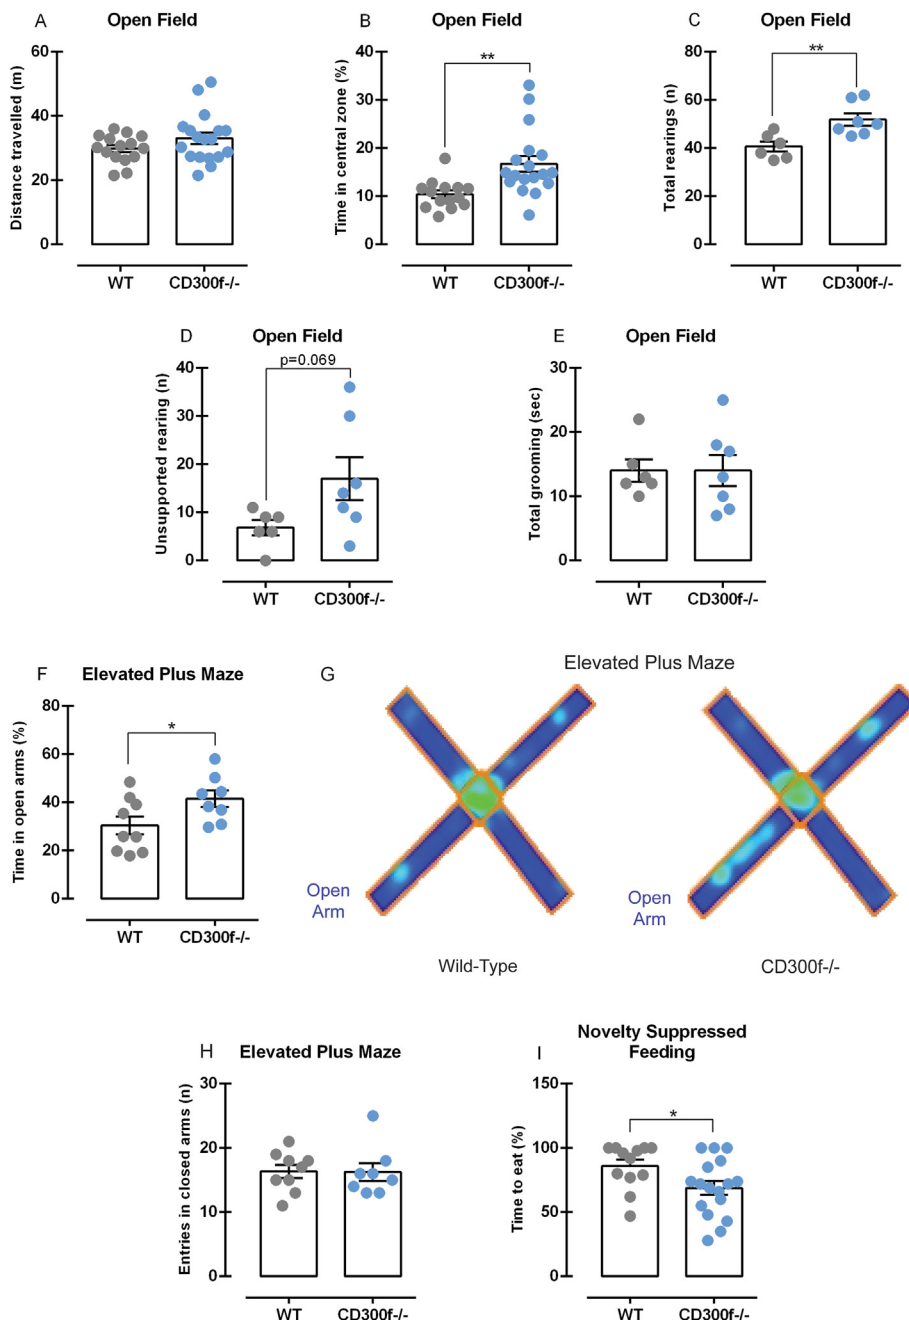 A Open Field
Distance travelled (m)
60
40
20
0
WT CD300f-/-
B Open Field
Time in central zone (%)
40
30
20
10
0
**
WT CD300f-/-
C Open Field
Total rearings (n)
80
60
40
20
0
**
WT CD300f-/-
D Open Field
Unsupported rearing (n)
40
30
20
10
0
p=0.069
WT CD300f-/-
E Open Field
Total grooming (sec)
30
20
10
0
WT CD300f-/-
F Elevated Plus Maze
Time in open arms (%)
80
60
40
20
0
*
WT CD300f-/-
G Elevated Plus Maze
Open
Arm
Wild-Type
Open
Arm
CD300f-/-
H Elevated Plus Maze
Entries in closed arms (n)
30
20
10
0
WT CD300f-/-
I Novelty Suppressed
Feeding
Time to eat (%)
150
100
50
0
*
WT CD300f-/-